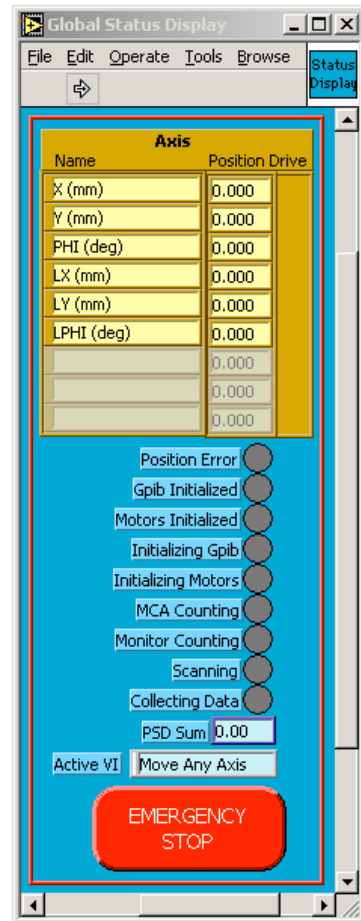 Global Status Display
File Edit Operate Tools Browse
Status
Display
Axis
Name Position Drive
X (mm) 0.000
Y (mm) 0.000
PHI (deg) 0.000
LX (mm) 0.000
LY (mm) 0.000
LPHI (deg) 0.000
0.000
0.000
0.000
Position Error
Gpib Initialized
Motors Initialized
Initializing Gpib
Initializing Motors
MCA Counting
Monitor Counting
Scanning
Collecting Data
PSD Sum 0.00
Active VI Move Any Axis
EMERGENCY
STOP